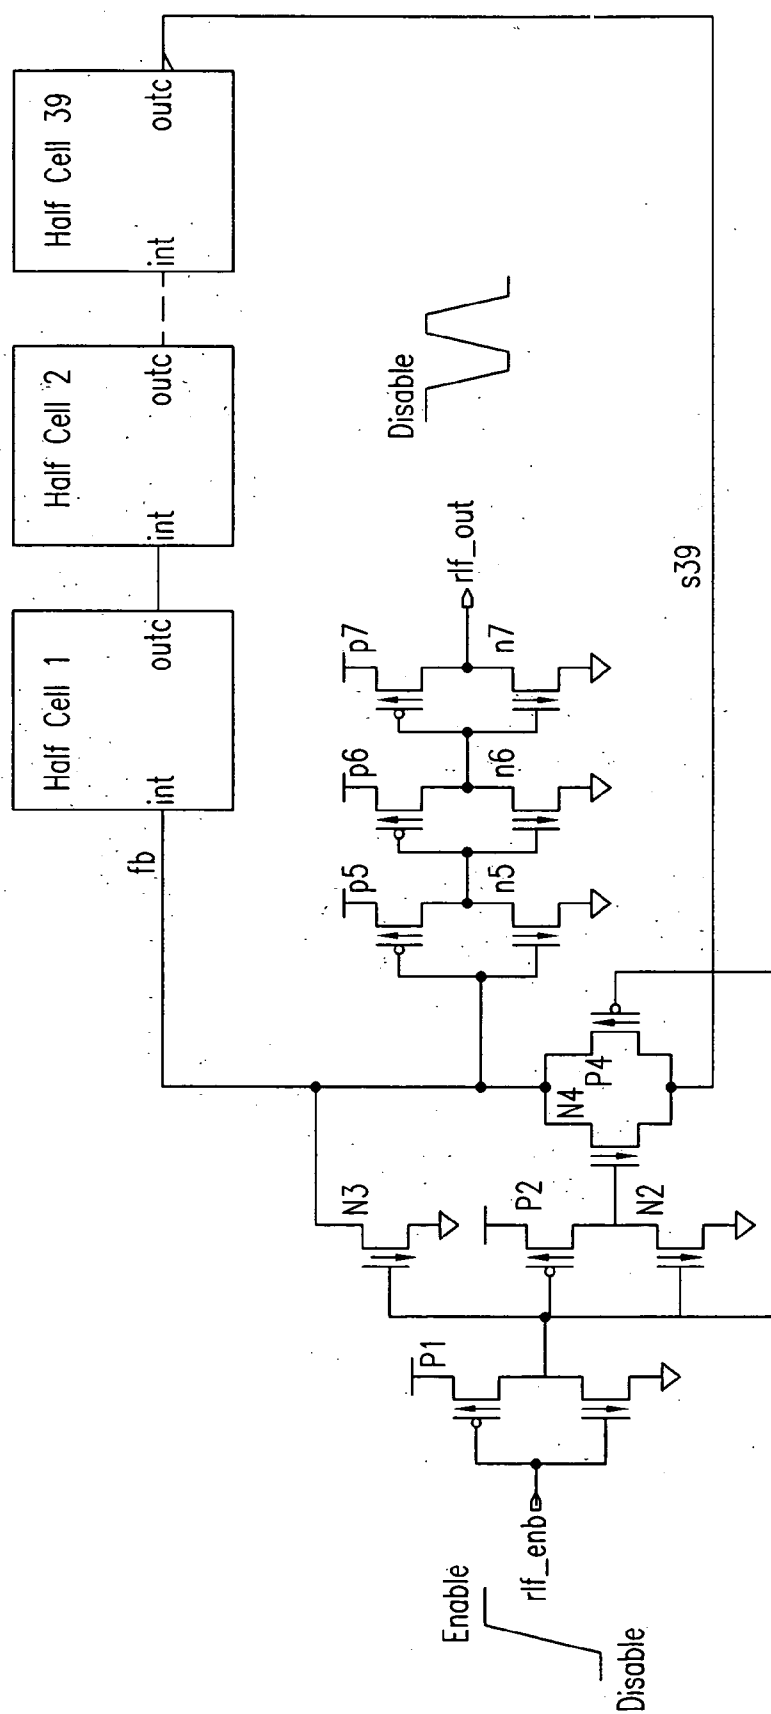 Half Cell 1
int
outc
Half Cell 2
int
outc
Half Cell 39
int
outc
fb
p5
p6
p7
n5
n6
n7
rlf_out
Disable
N3
P1
P2
N2
N4
P4
s39
rlf_enb
Enable
Disable